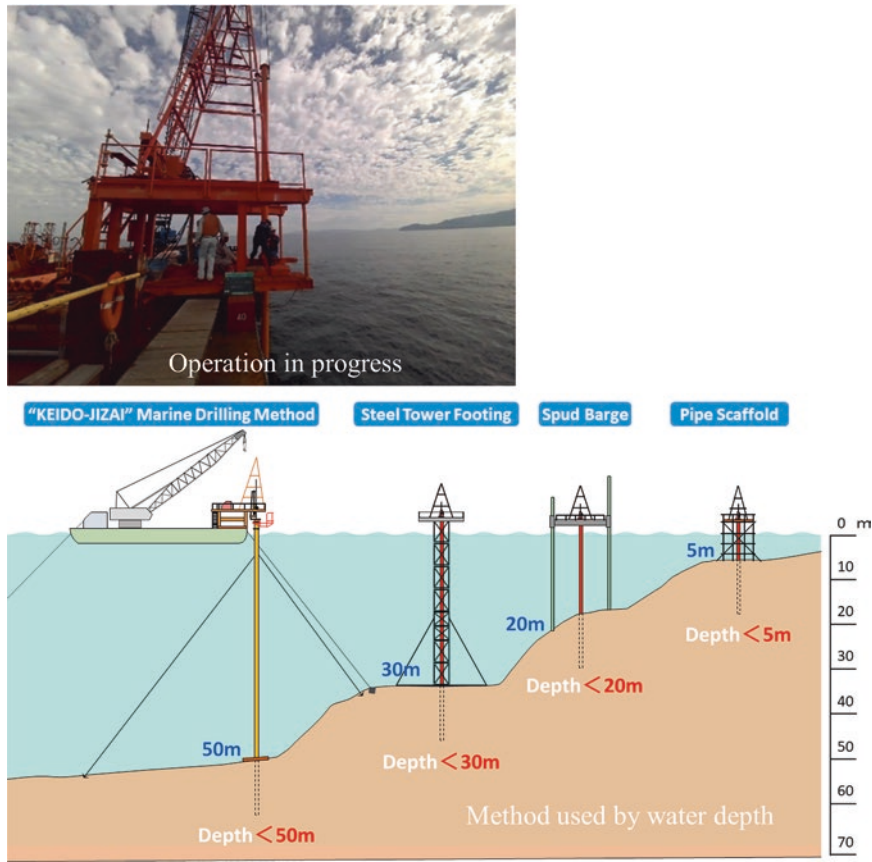 40
Operation in progress
“KEIDO-JIZAI” Marine Drilling Method
Steel Tower Footing
Spud Barge
Pipe Scaffold
0 m
10
20
30
40
50
60
70
5m
20m
30m
50m
Depth <5m
Depth <20m
Depth <30m
Depth <50m
Method used by water depth